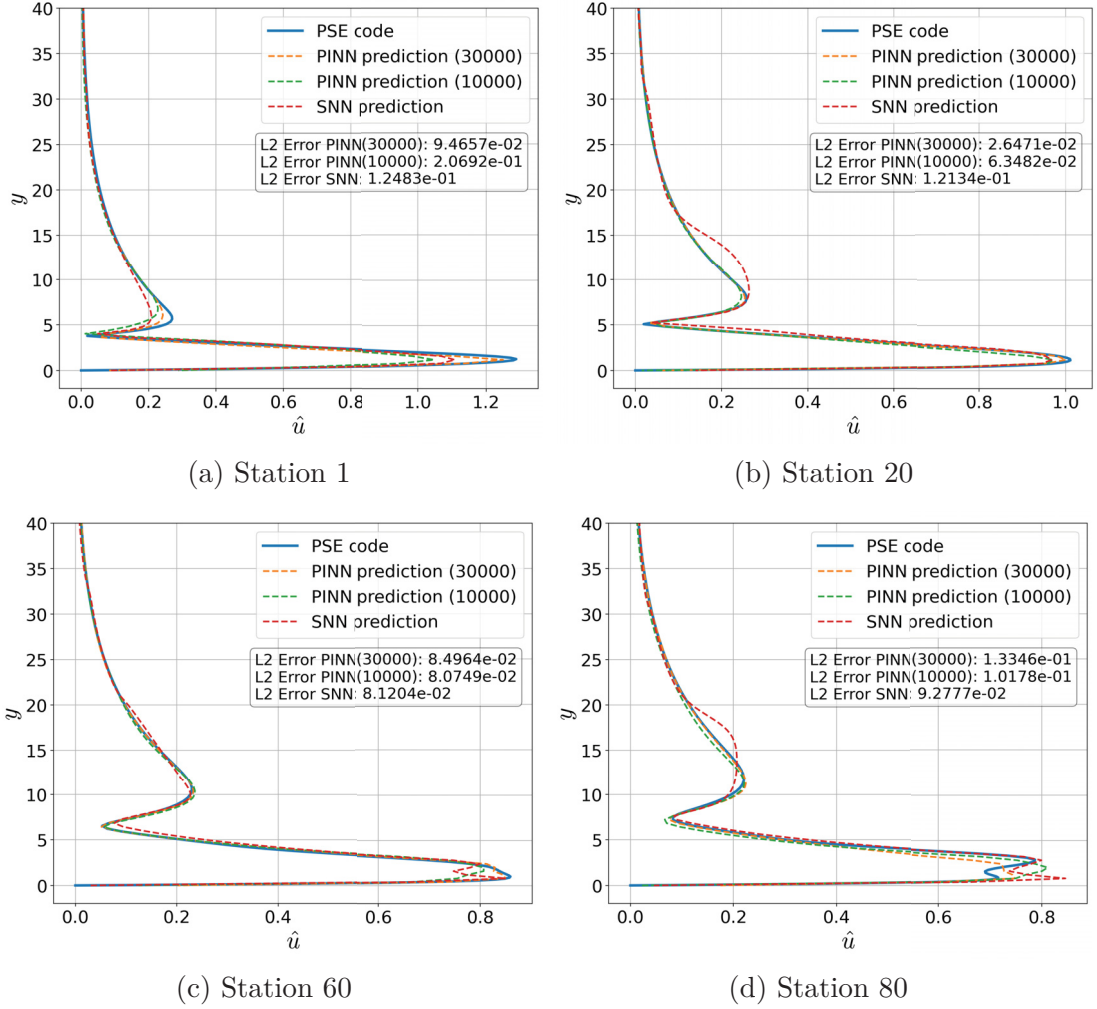 40
35
30
25
20
15
10
5
0
y
PSE code
PINN prediction (30000)
PINN prediction (10000)
SNN prediction
L2 Error PINN(30000): 9.4657e-02
L2 Error PINN(10000): 2.0692e-01
L2 Error SNN: 1.2483e-01
0.0 0.2 0.4 0.6 0.8 1.0 1.2
û
(a) Station 1
40
35
30
25
20
15
10
5
0
y
PSE code
PINN prediction (30000)
PINN prediction (10000)
SNN prediction
L2 Error PINN(30000): 2.6471e-02
L2 Error PINN(10000): 6.3482e-02
L2 Error SNN: 1.2134e-01
0.0 0.2 0.4 0.6 0.8 1.0
û
(b) Station 20
40
35
30
25
20
15
10
5
0
y
PSE code
PINN prediction (30000)
PINN prediction (10000)
SNN prediction
L2 Error PINN(30000): 8.4964e-02
L2 Error PINN(10000): 8.0749e-02
L2 Error SNN: 8.1204e-02
0.0 0.2 0.4 0.6 0.8
û
(c) Station 60
40
35
30
25
20
15
10
5
0
y
PSE code
PINN prediction (30000)
PINN prediction (10000)
SNN prediction
L2 Error PINN(30000): 1.3346e-01
L2 Error PINN(10000): 1.0178e-01
L2 Error SNN: 9.2777e-02
0.0 0.2 0.4 0.6 0.8
û
(d) Station 80